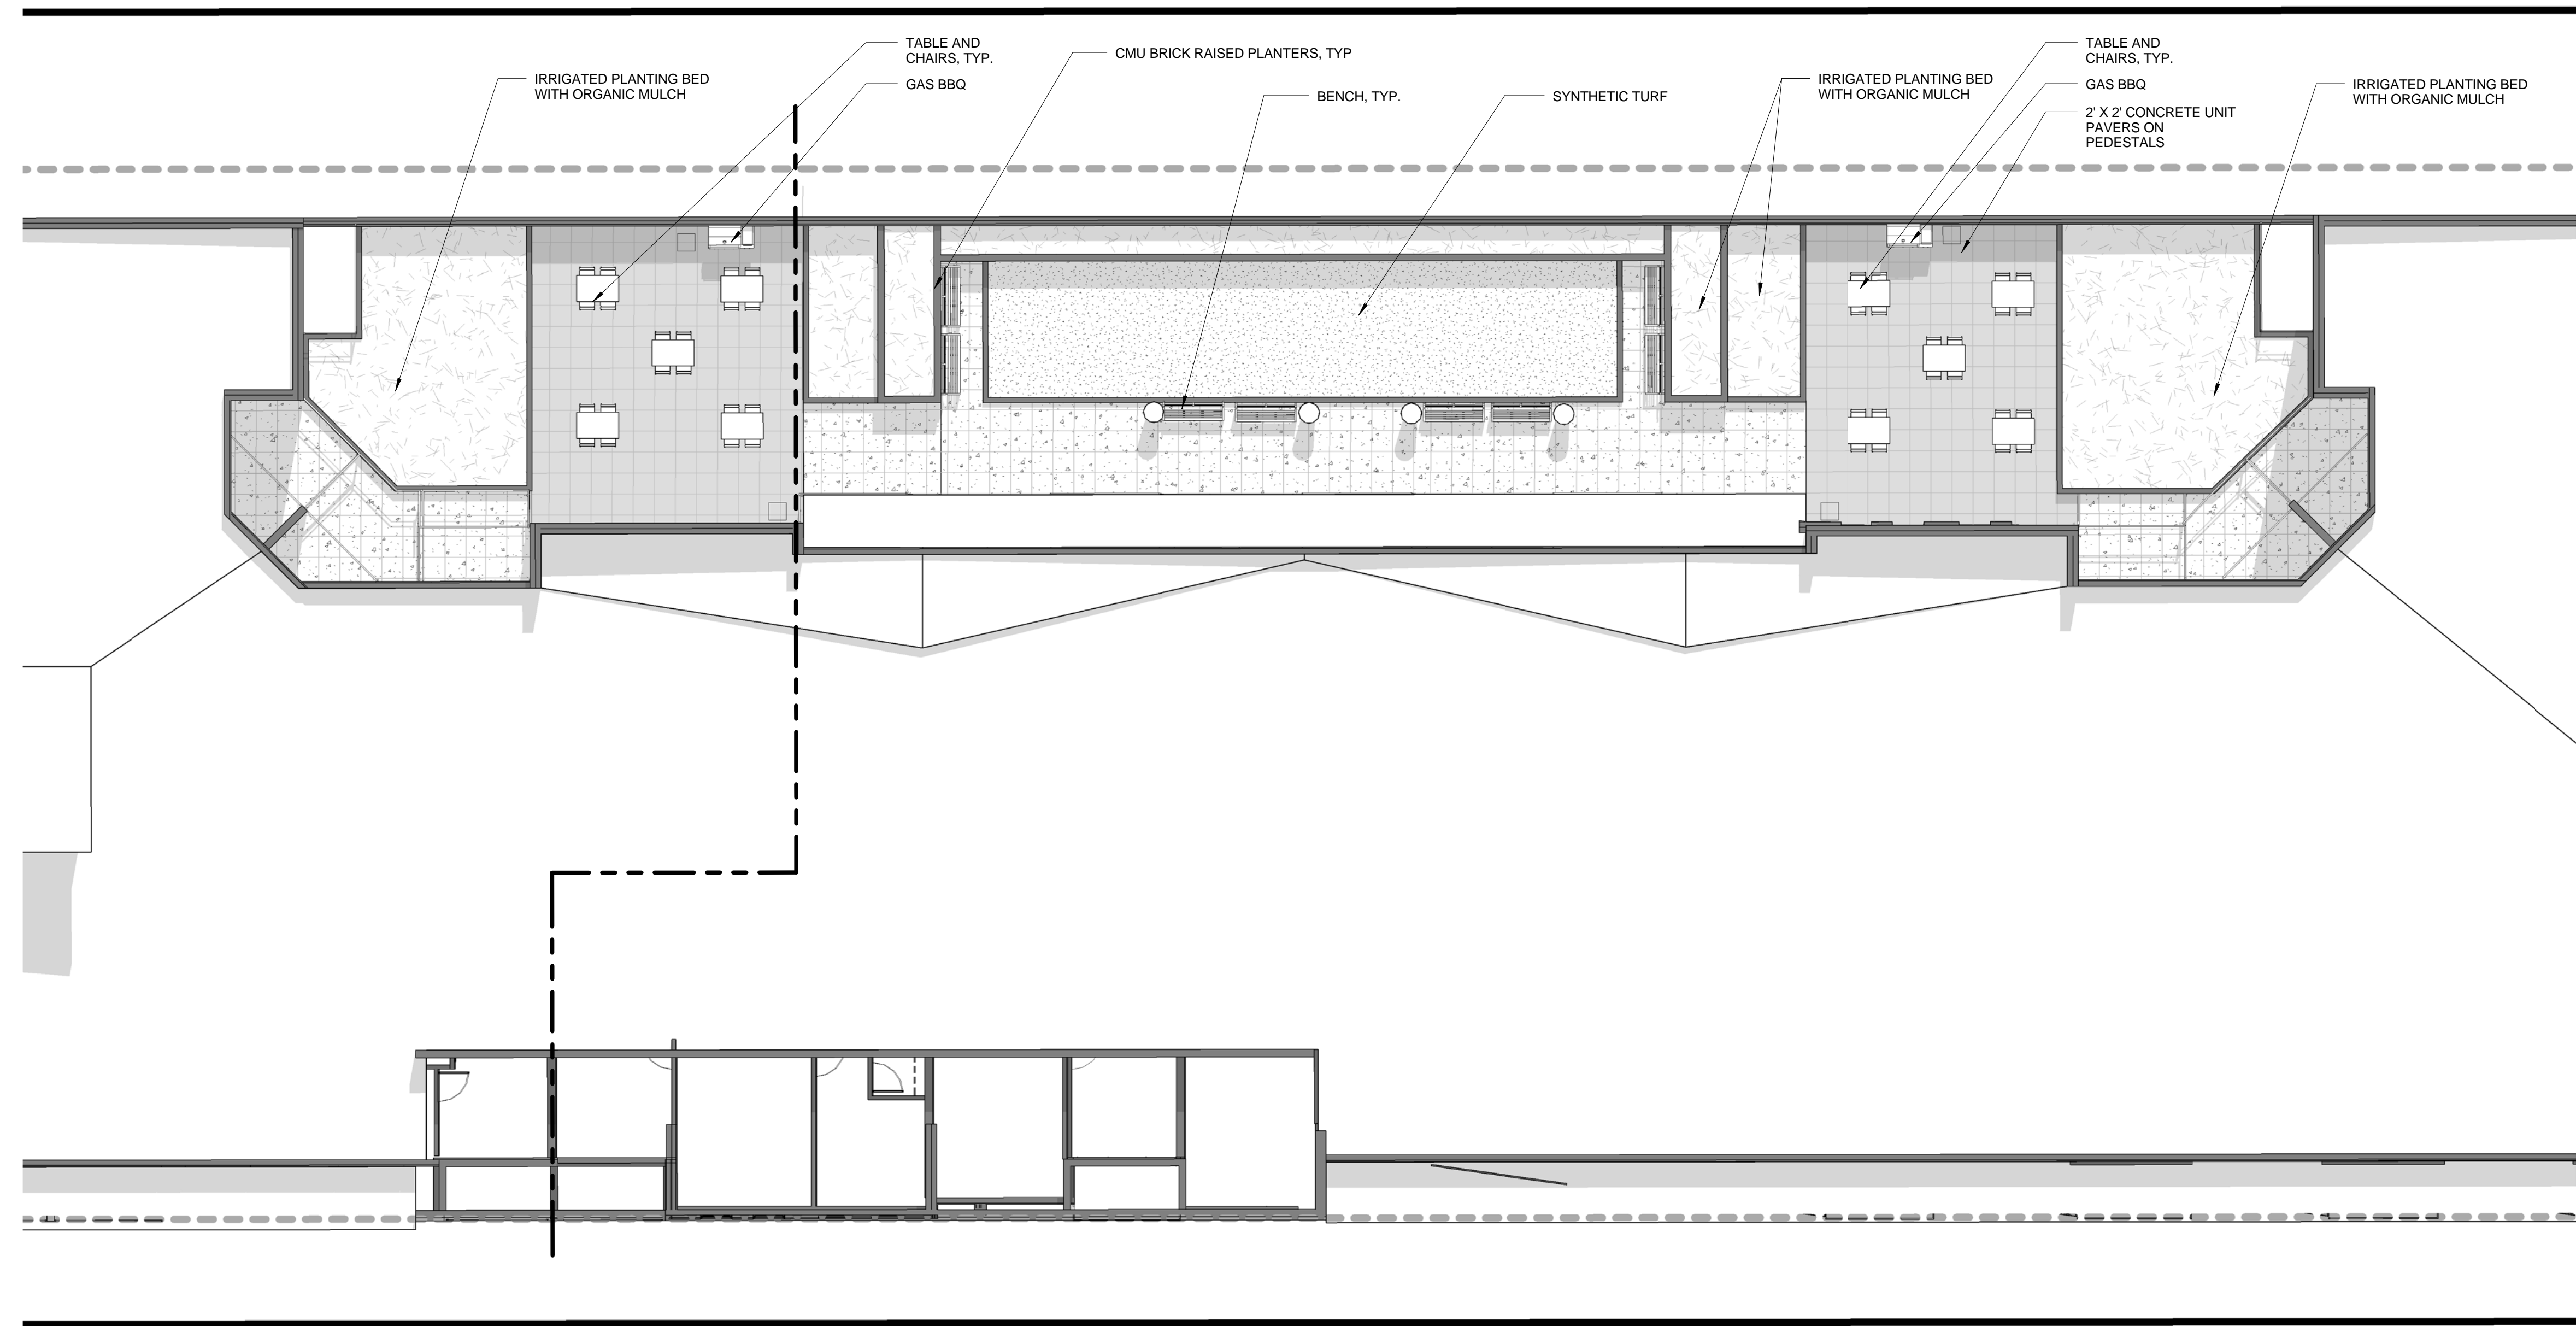 TABLE AND
CHAIRS, TYP.
GAS BBQ
IRRIGATED PLANTING BED
WITH ORGANIC MULCH
CMU BRICK RAISED PLANTERS, TYP
BENCH, TYP.
SYNTHETIC TURF
IRRIGATED PLANTING BED
WITH ORGANIC MULCH
TABLE AND
CHAIRS, TYP.
GAS BBQ
2' X 2' CONCRETE UNIT
PAVERS ON
PEDESTALS
IRRIGATED PLANTING BED
WITH ORGANIC MULCH